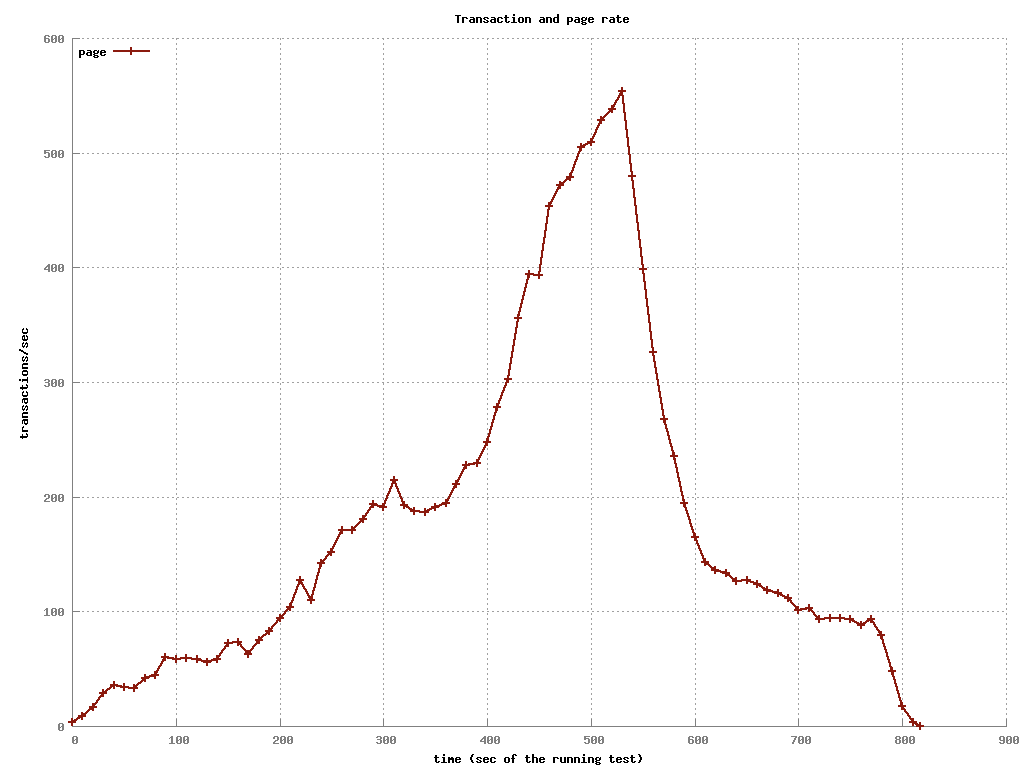 Transaction and page rate
600
page
500
400
300
200
100
0
transactions/sec
0 100 200 300 400 500 600 700 800 900
time (sec of the running test)